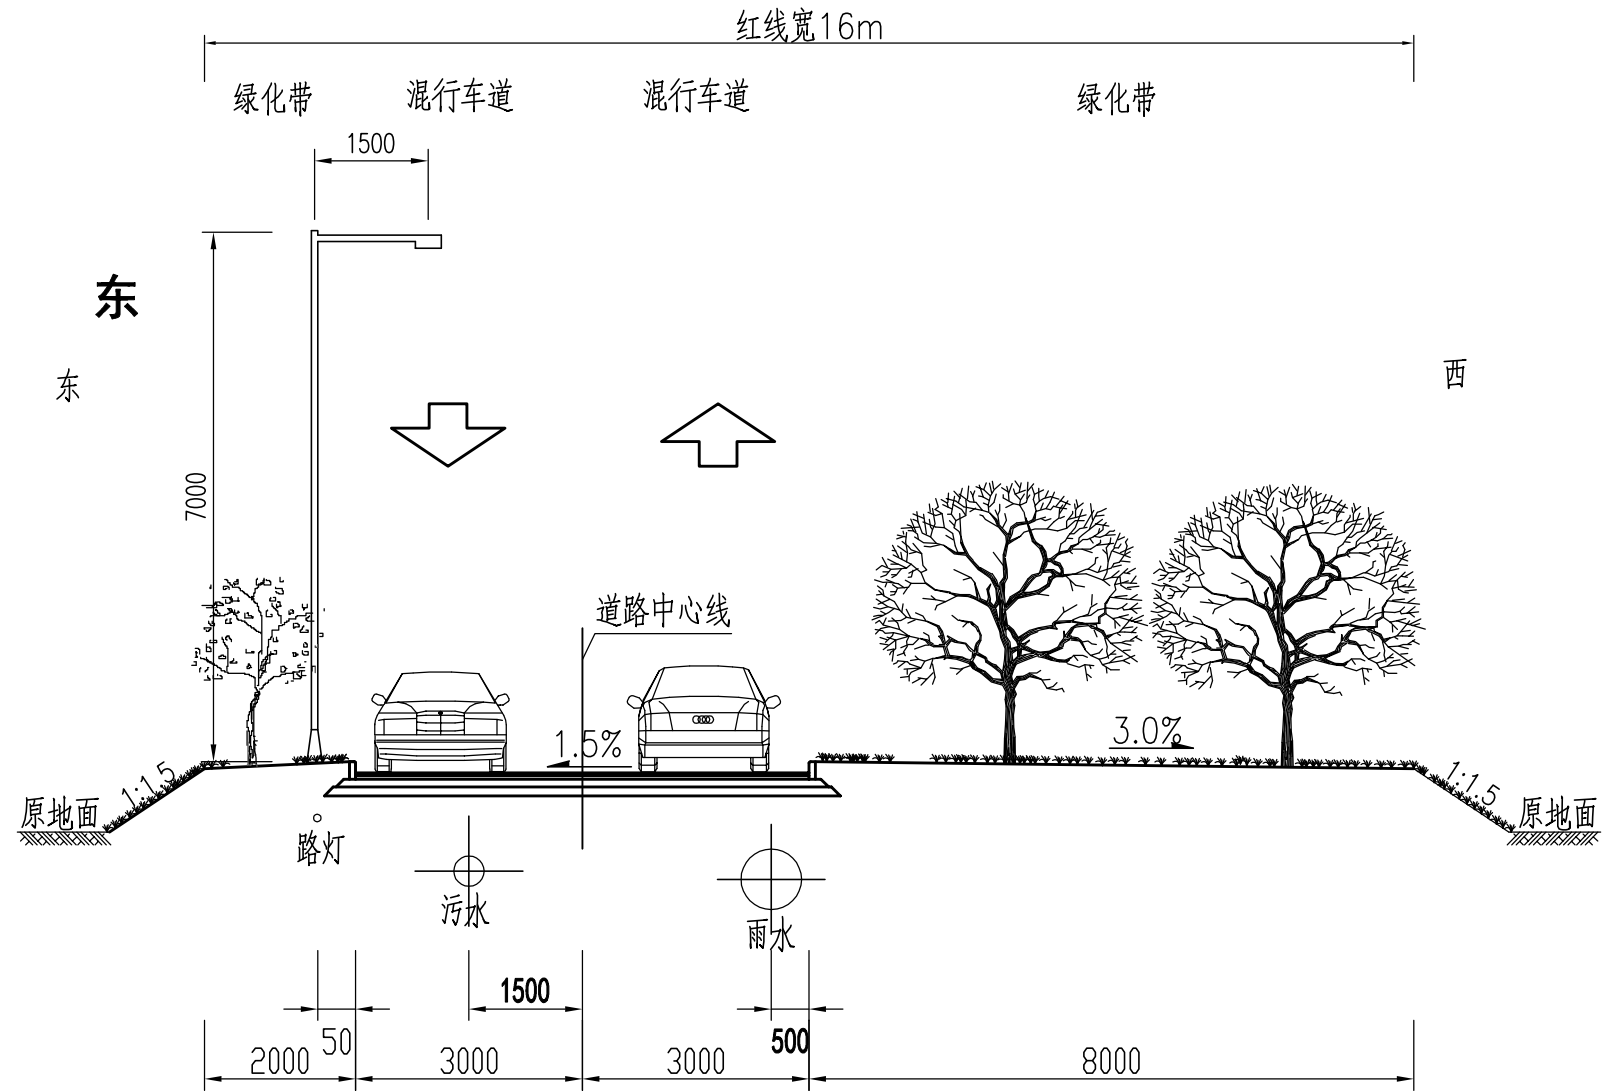 红线宽16m
绿化带
混行车道
混行车道
绿化带
1500
东
东
西
7000
道路中心线
1.5%
3.0%
1:1.5
1:1.5
原地面
原地面
路灯
污水
雨水
1500
50
500
2000
3000
3000
8000